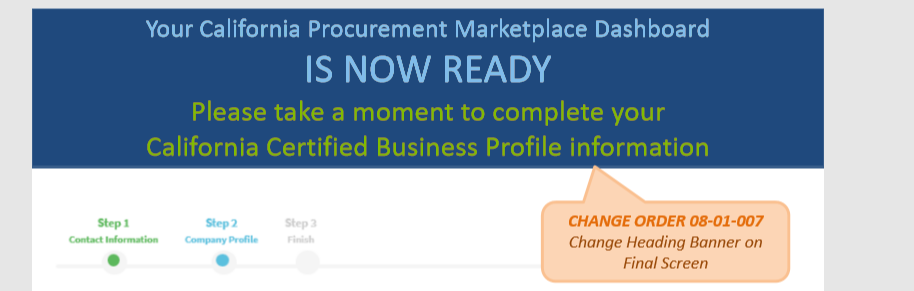 Your California Procurement Marketplace Dashboard
IS NOW READY
Please take a moment to complete your
California Certified Business Profile information
Step 1
Contact Information
Step 2
Company Profile
Step 3
Finish
CHANGE ORDER 08-01-007
Change Heading Banner on
Final Screen